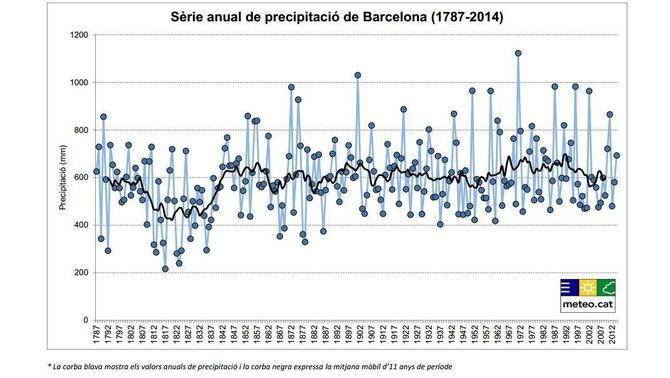 Sèrie anual de precipitació de Barcelona (1787-2014)
1200
1000
800
600
400
200
0
Precipitació (mm)
1787 1792 1797 1802 1807 1812 1817 1822 1827 1832 1837 1842 1847 1852 1857 1862 1867 1872 1877 1882 1887 1892 1897 1902 1907 1912 1917 1922 1927 1932 1937 1942 1947 1952 1957 1962 1967 1972 1977 1982 1987 1992 1997 2002 2007 2012
meteo.cat
* La corba blava mostra els valors anuals de precipitació i la corba negra expressa la mitjana mòbil d'11 anys de període